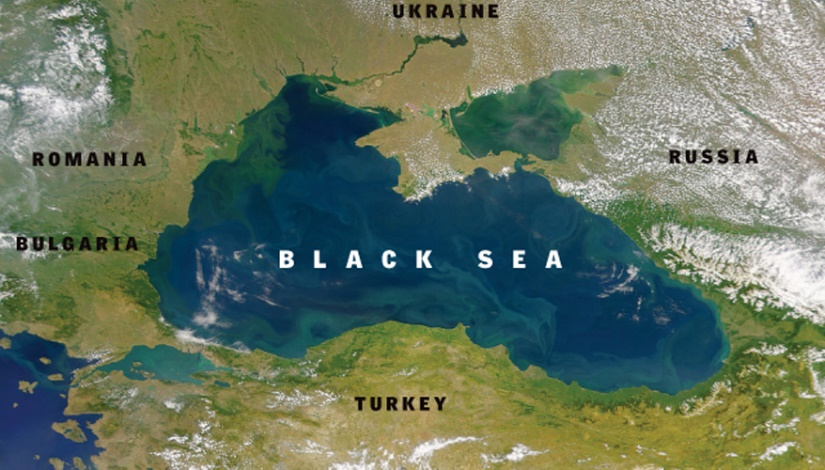 UKRAINE
ROMANIA
RUSSIA
BULGARIA
BLACK SEA
TURKEY